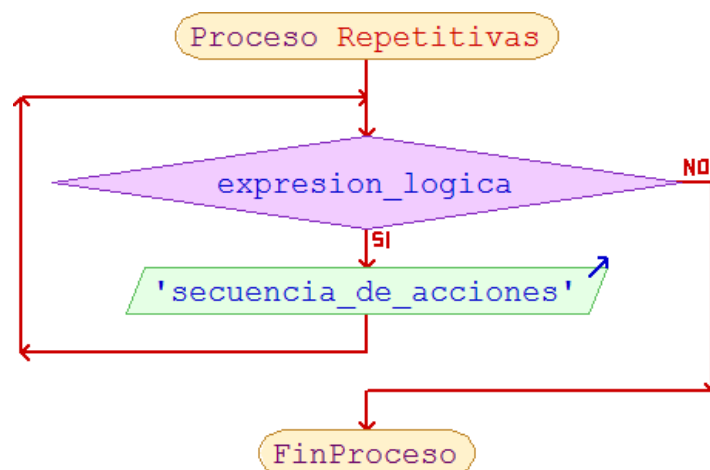 Proceso Repetitivas
NO
expresion_logica
SI
'secuencia_de_acciones'
FinProceso